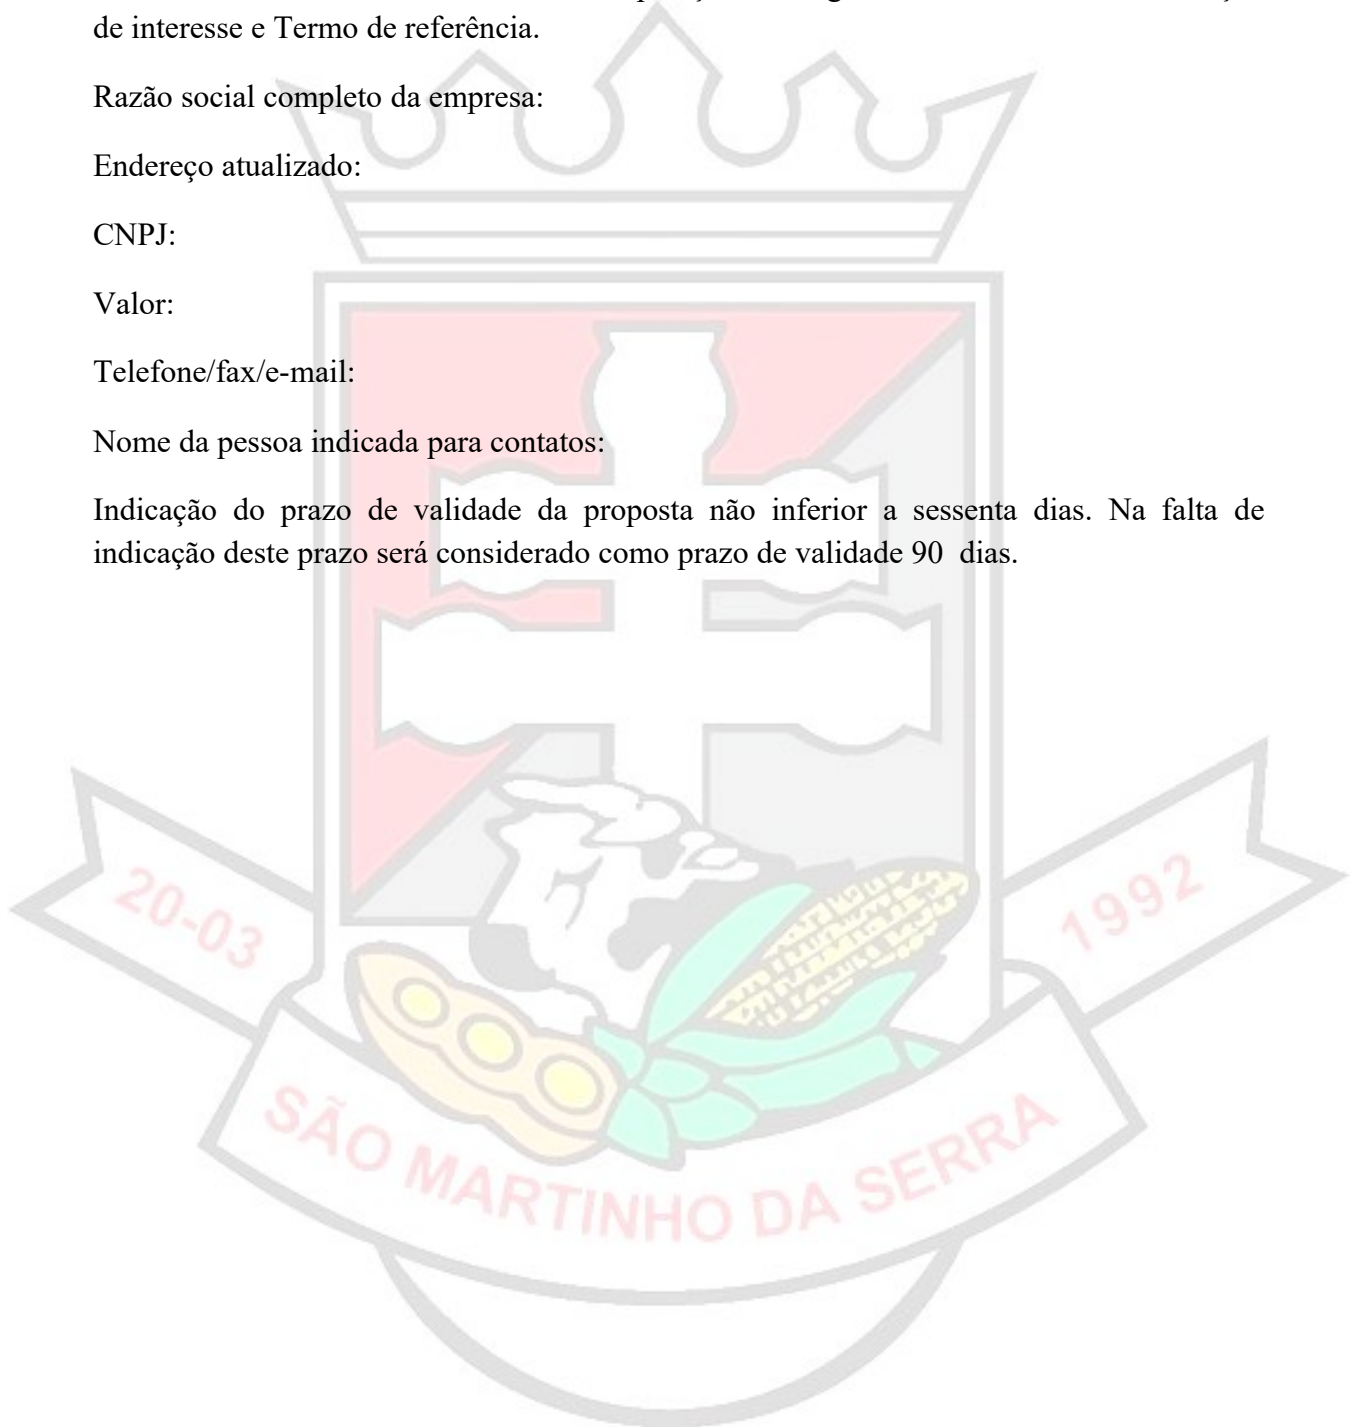 de interesse e Termo de referência.
Razão social completo da empresa:
Endereço atualizado:
CNPJ:
Valor:
Telefone/fax/e-mail:
Nome da pessoa indicada para contatos:
Indicação do prazo de validade da proposta não inferior a sessenta dias. Na falta de
indicação deste prazo será considerado como prazo de validade 90 dias.
20-03
1992
SÃO MARTINHO DA SERRA